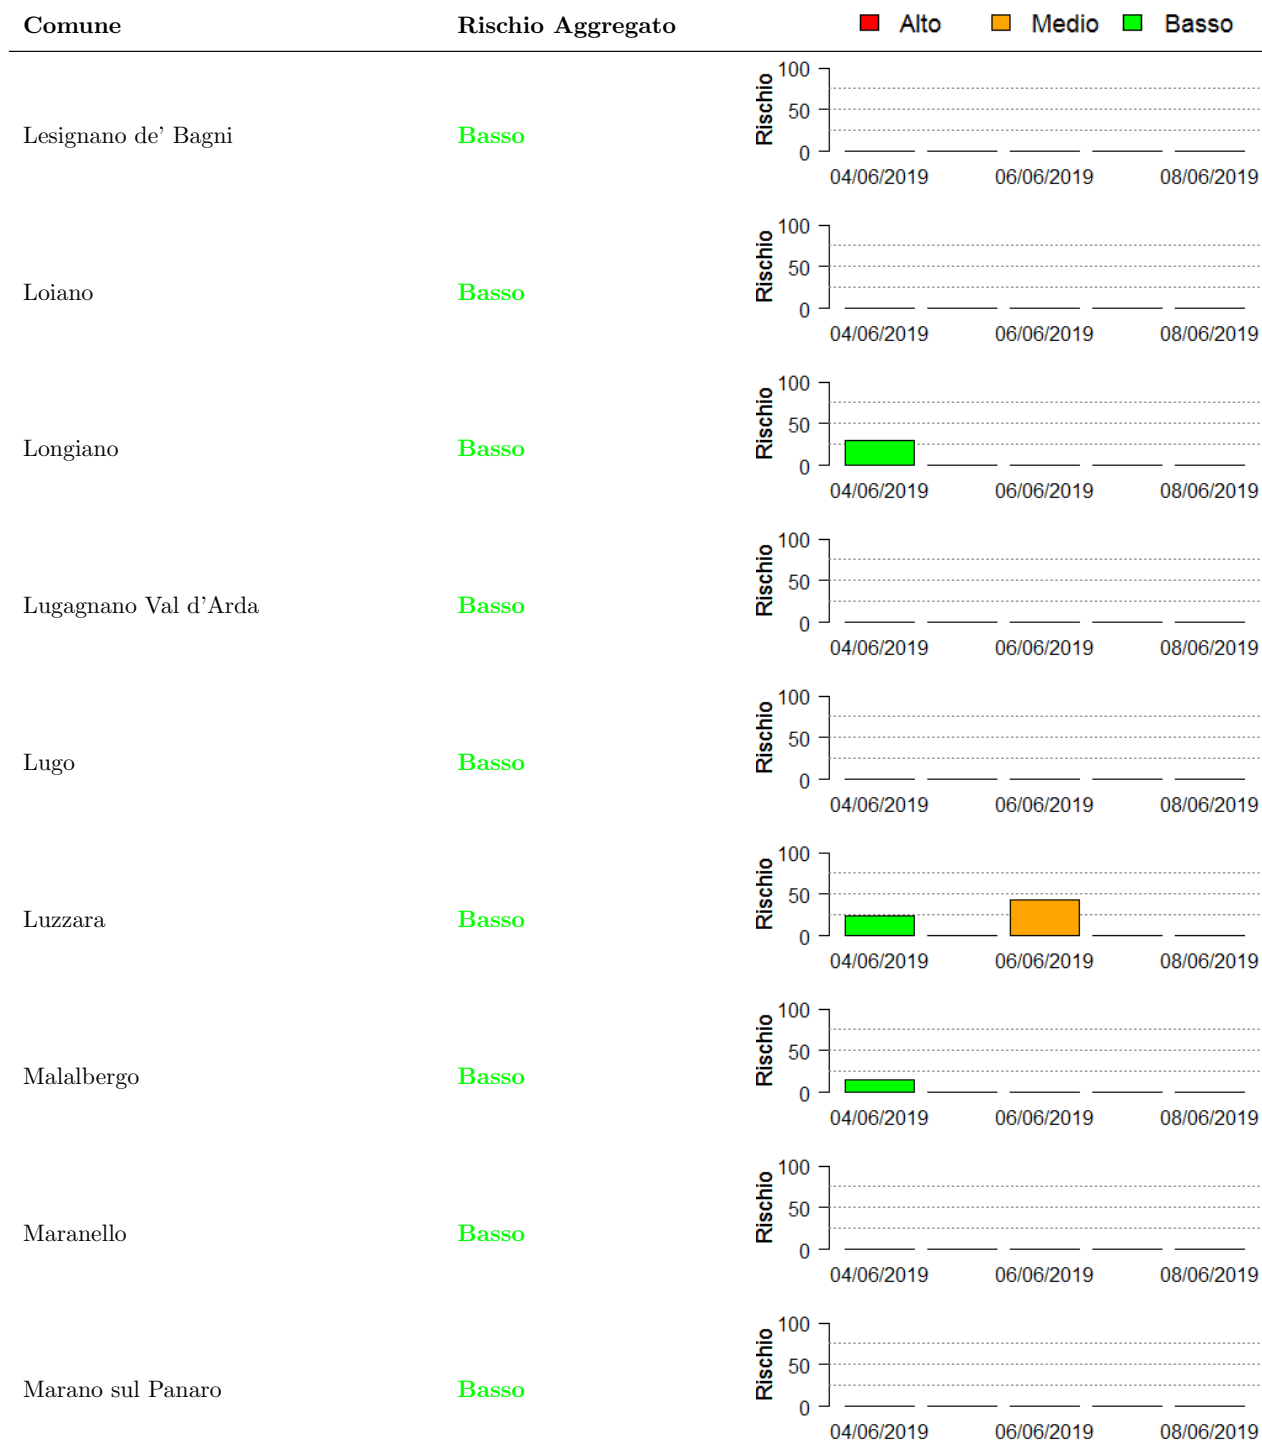 Comune Rischio Aggregato Alto Medio Basso
Lesignano de' Bagni Basso Rischio 100 50 0
04/06/2019 06/06/2019 08/06/2019
Loiano Basso Rischio 100 50 0
04/06/2019 06/06/2019 08/06/2019
Longiano Basso Rischio 100 50 0
04/06/2019 06/06/2019 08/06/2019
Lugagnano Val d'Arda Basso Rischio 100 50 0
04/06/2019 06/06/2019 08/06/2019
Lugo Basso Rischio 100 50 0
04/06/2019 06/06/2019 08/06/2019
Luzzara Basso Rischio 100 50 0
04/06/2019 06/06/2019 08/06/2019
Malalbergo Basso Rischio 100 50 0
04/06/2019 06/06/2019 08/06/2019
Maranello Basso Rischio 100 50 0
04/06/2019 06/06/2019 08/06/2019
Marano sul Panaro Basso Rischio 100 50 0
04/06/2019 06/06/2019 08/06/2019